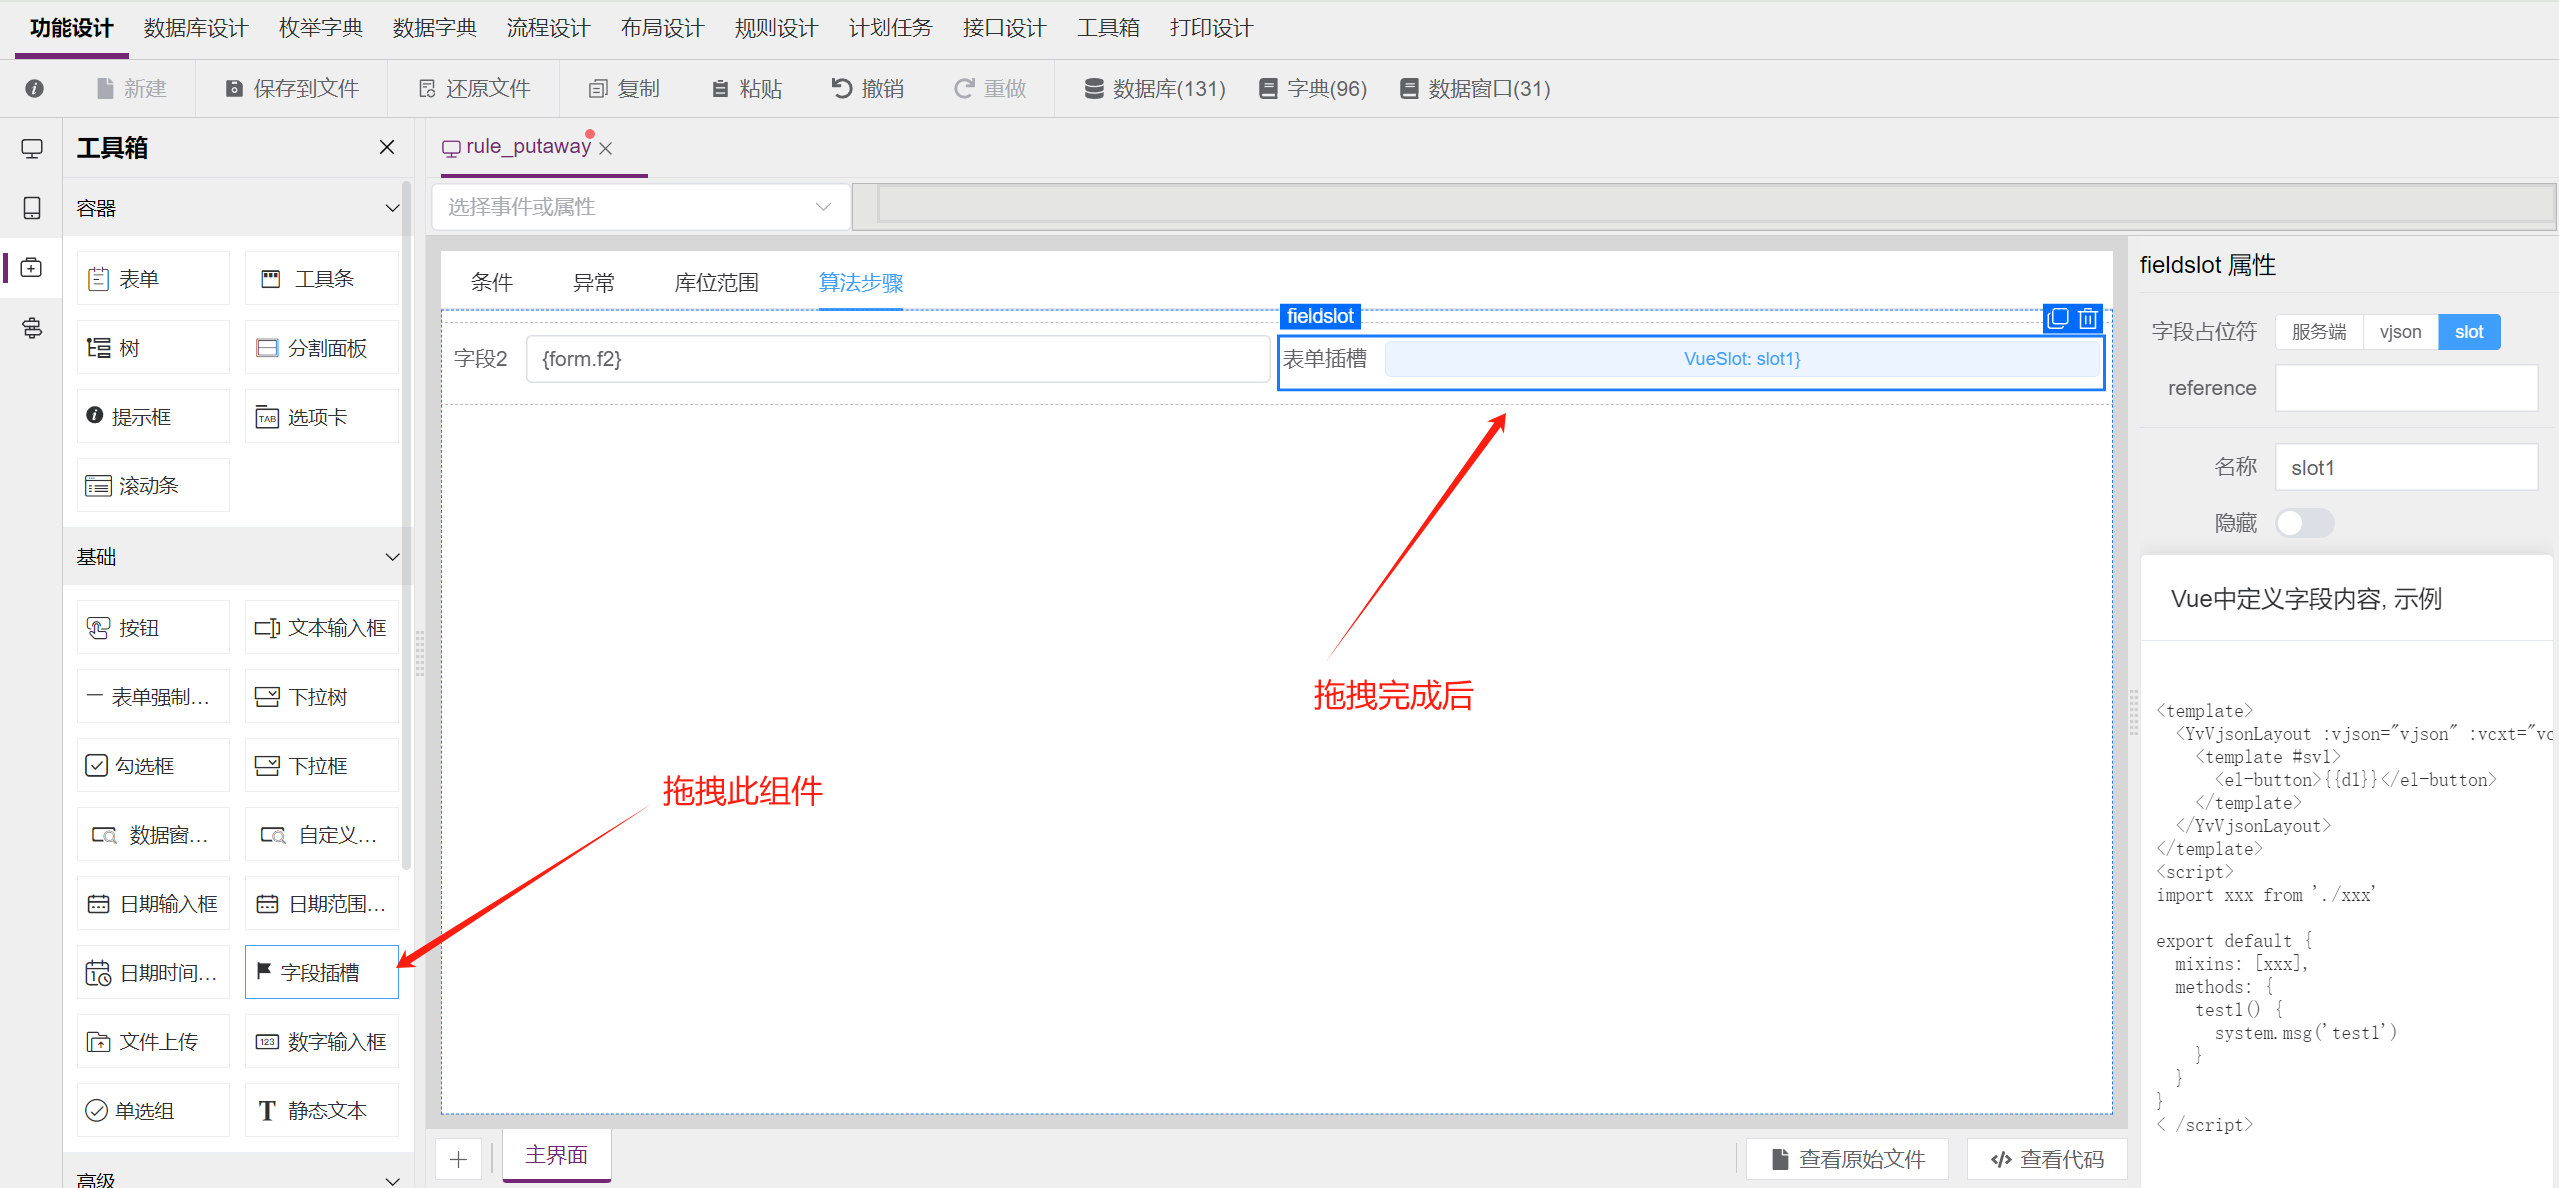 功能设计 数据库设计 枚举字典 数据字典 流程设计 布局设计 规则设计 计划任务 接口设计 工具箱 打印设计
新建 保存到文件 还原文件 复制 粘贴 撤销 重做 数据库(131) 字典(96) 数据窗口(31)
工具箱
rule_putaway
容器
选择事件或属性
表单 工具条
树 分割面板
提示框 选项卡
滚动条
基础
按钮 文本输入框
表单强制... 下拉树
勾选框 下拉框
数据窗... 自定义...
日期输入框 日期范围...
日期时间... 字段插槽
文件上传 数字输入框
单选组 静态文本
高级
条件 异常 库位范围 算法步骤
fieldslot
字段2 {form.f2} 表单插槽 VueSlot: slot1}
拖拽完成后
拖拽此组件
主界面
查看原始文件 查看代码
fieldslot 属性
字段占位符 服务端 vjson slot
reference
名称 slot1
隐藏
Vue中定义字段内容, 示例
<template>
<YvVjsonLayout :vjson="vjson" :vcxt="vc
<template #sv1>
<el-button>{{d1}}</el-button>
</template>
</YvVjsonLayout>
</template>
<script>
import xxx from './xxx'
export default {
mixins: [xxx],
methods: {
test1() {
system.msg('test1')
}
}
}
< /script>